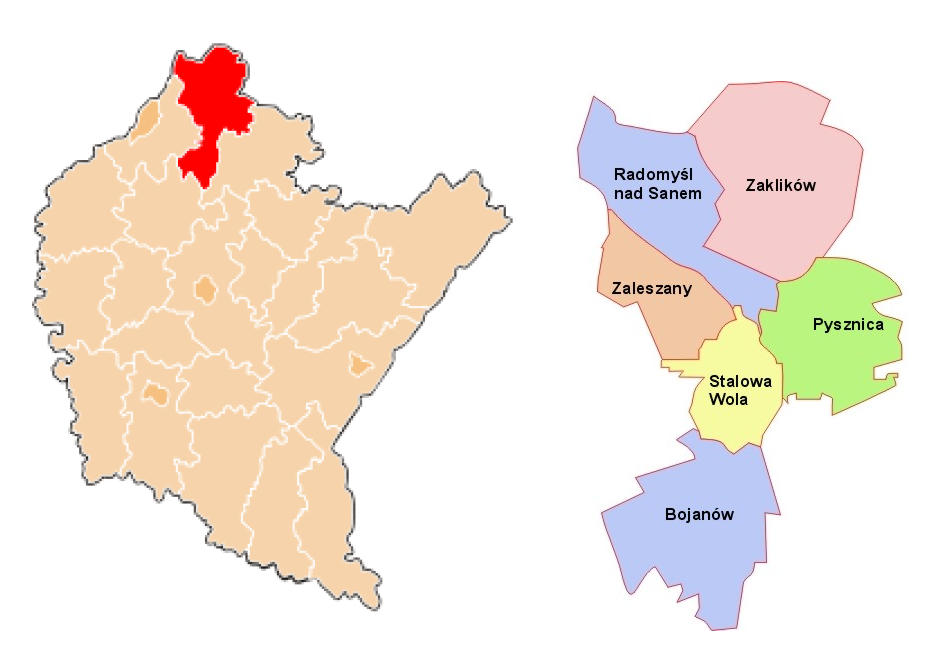 Radomyśl
nad Sanem
Zaklików
Zaleszany
Pysznica
Stalowa
Wola
Bojanów